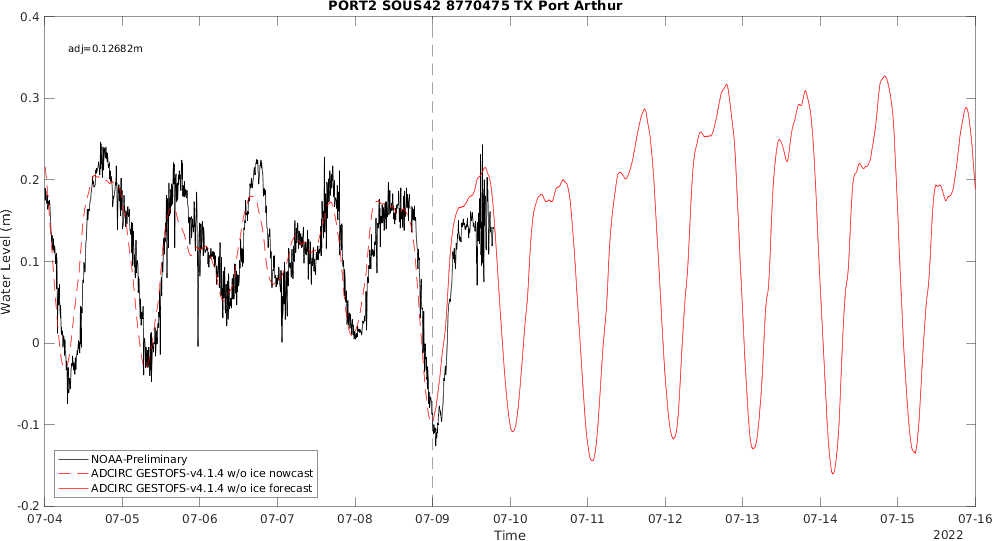 PORT2 SOUS42 8770475 TX Port Arthur
adj=0.12682m
Water Level (m)
0.4
0.3
0.2
0.1
0
-0.1
-0.2
NOAA-Preliminary
ADCIRC GESTOFS-v4.1.4 w/o ice nowcast
ADCIRC GESTOFS-v4.1.4 w/o ice forecast
07-04 07-05 07-06 07-07 07-08 07-09 07-10 07-11 07-12 07-13 07-14 07-15 07-16
Time
2022